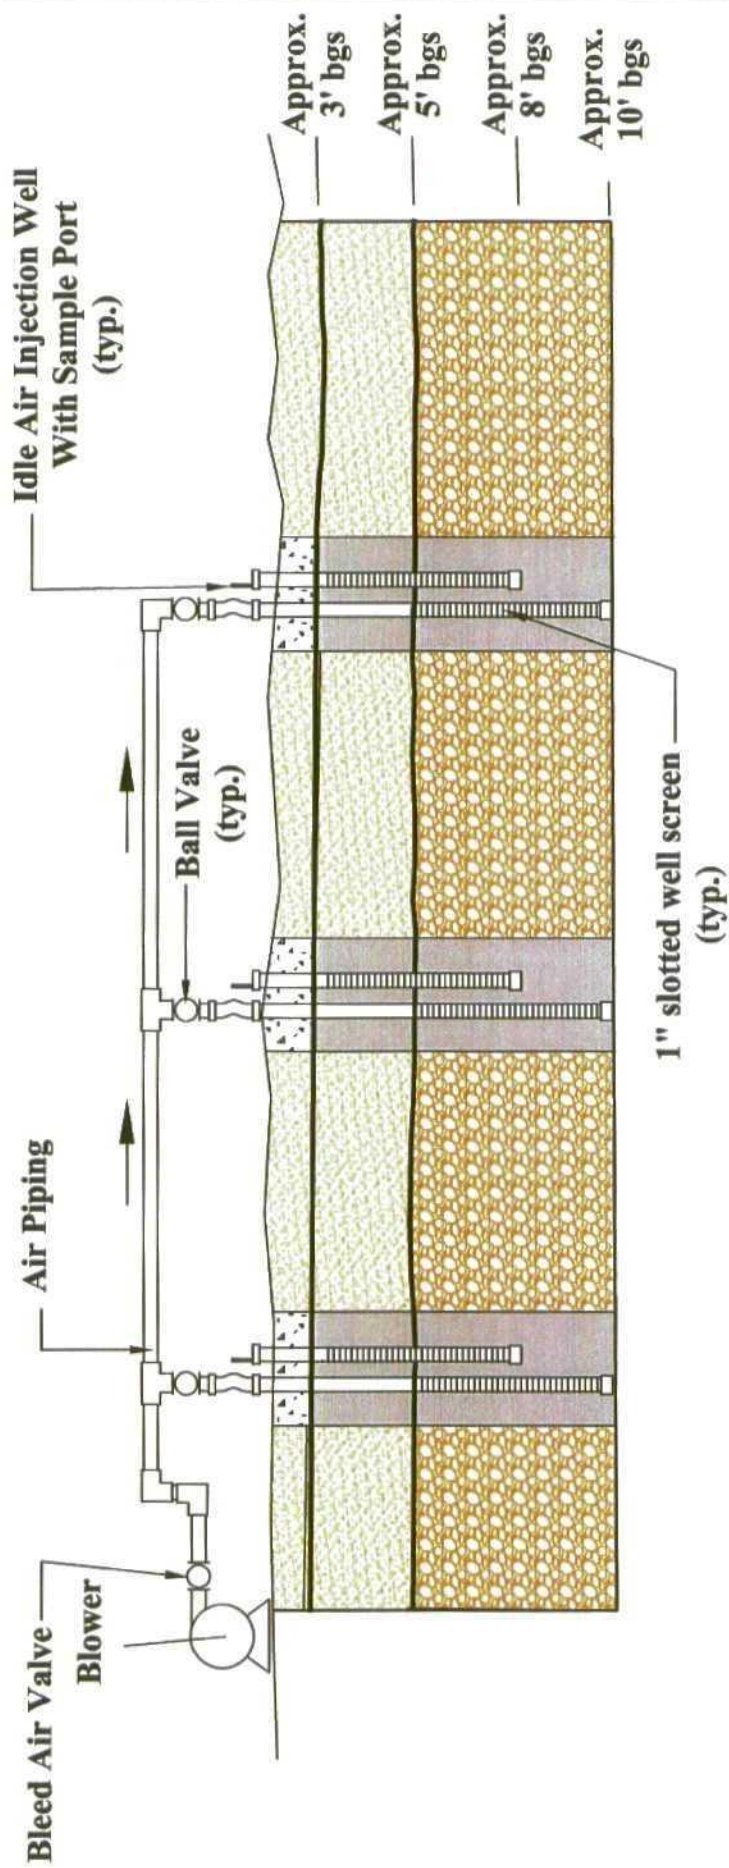 Bleed Air Valve
Blower
Air Piping
Ball Valve
(typ.)
Idle Air Injection Well
With Sample Port
(typ.)
Approx.
3' bgs
Approx.
5' bgs
Approx.
8' bgs
Approx.
10' bgs
1" slotted well screen
(typ.)